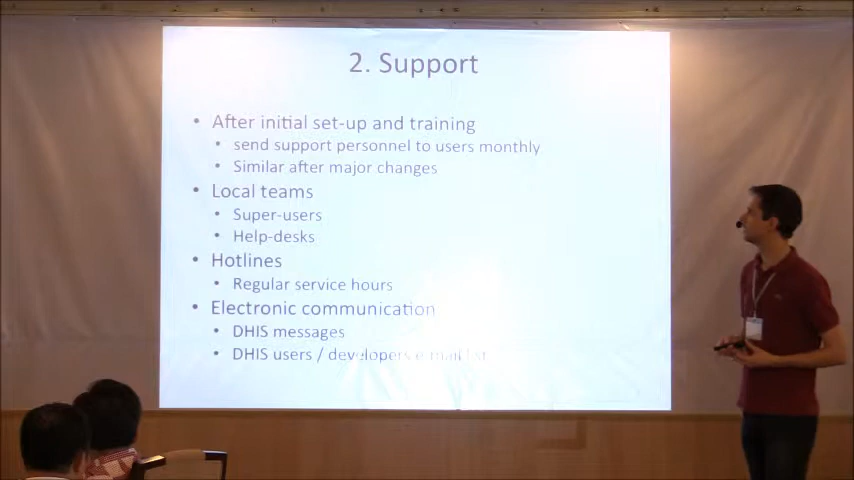 2. Support
• After initial set-up and training
• send support personnel to users monthly
• Similar after major changes
• Local teams
• Super-users
• Help-desks
• Hotlines
• Regular service hours
• Electronic communication
• DHIS messages
• DHIS users / developers e-mail list